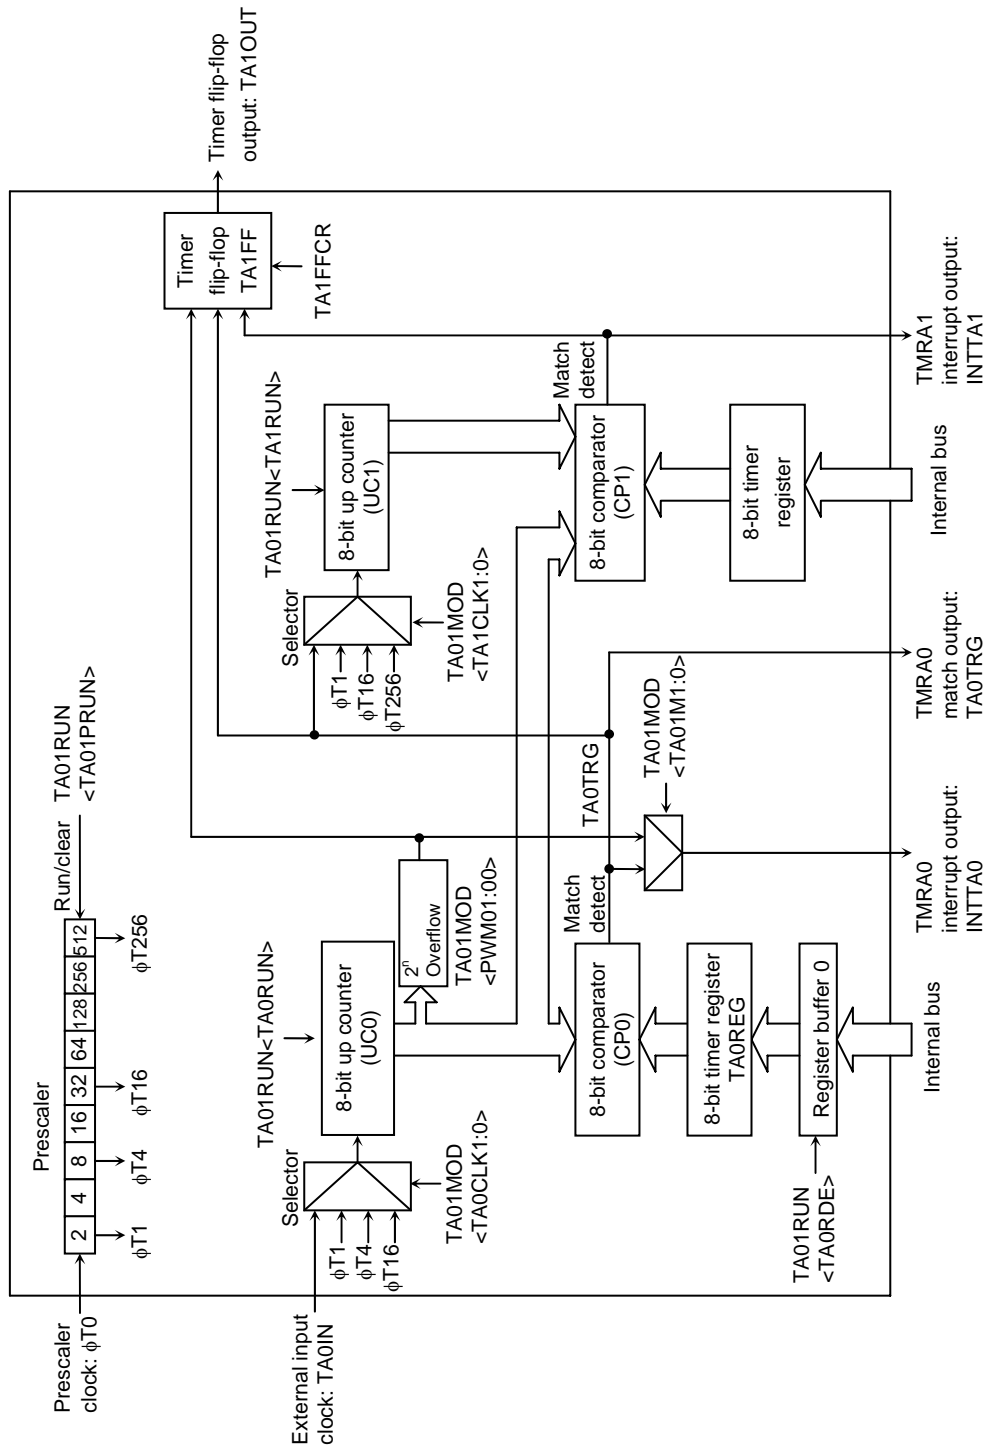 Prescaler
clock: ϕT0
Prescaler
2 4 8 16 32 64 128 256 512
Run/clear
TA01RUN
<TA01PRUN>
ϕT1
ϕT4
ϕT16
ϕT256
External input
clock: TA0IN
Selector
ϕT1
ϕT4
ϕT16
TA01MOD
<TA0CLK1:0>
TA01RUN<TA0RUN>
8-bit up counter
(UC0)
2n
Overflow
TA01MOD
<PWM01:00>
Selector
ϕT1
ϕT16
ϕT256
TA01MOD
<TA1CLK1:0>
TA01RUN<TA1RUN>
8-bit up counter
(UC1)
Timer
flip-flop
TA1FF
TA1FFCR
Timer flip-flop
output: TA1OUT
8-bit comparator
(CP0)
Match
detect
TA0TRG
8-bit comparator
(CP1)
Match
detect
8-bit timer register
TA0REG
TA01MOD
<TA01M1:0>
8-bit timer
register
Register buffer 0
TA01RUN
<TA0RDE>
Internal bus
TMRA0
interrupt output:
INTTA0
TMRA0
match output:
TA0TRG
Internal bus
TMRA1
interrupt output:
INTTA1